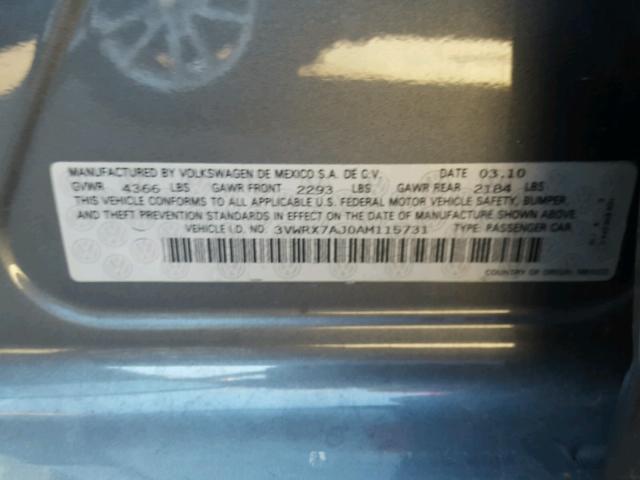 MANUFACTURED BY VOLKSWAGEN DE MEXICO S.A. DE C.V. DATE 03.10
GVWR 4366 LBS GAWR FRONT 2293 LBS GAWR REAR 2184 LBS
THIS VEHICLE CONFORMS TO ALL APPLICABLE U.S. FEDERAL MOTOR VEHICLE SAFETY, BUMPER,
AND THEFT PREVENTION STANDARDS IN EFFECT ON THE DATE OF MANUFACTURE SHOWN ABOVE.
VEHICLE I.D. NO. 3VWRX7AJ0AM115731 TYPE: PASSENGER CAR
COUNTRY OF ORIGIN: MEXICO